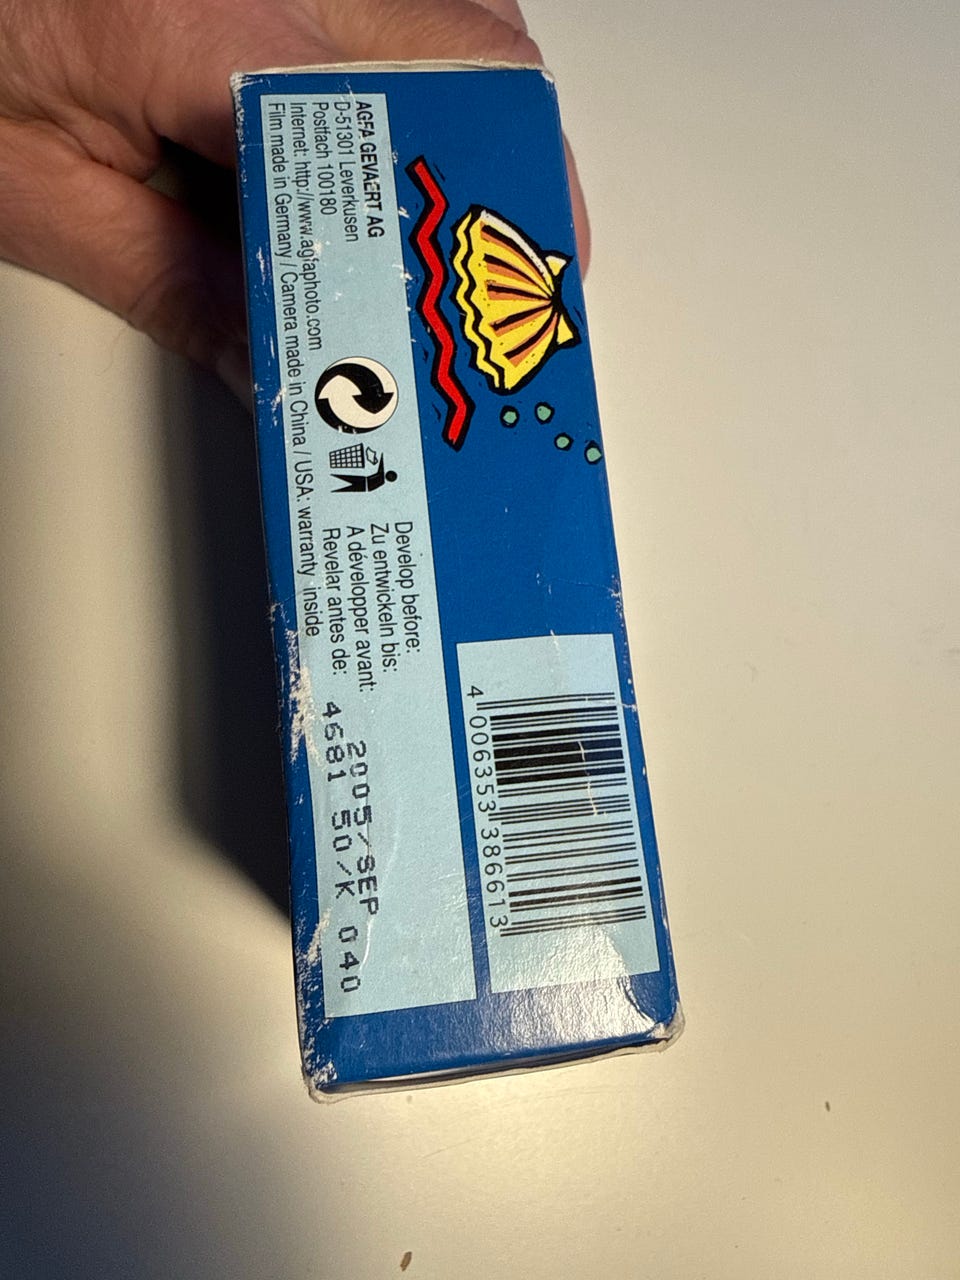 AGFA GEVAERT AG
D-51301 Leverkusen
Postfach 100180
Internet: http://www.agfaphoto.com
Film made in Germany / Camera made in China / USA: warranty inside
Develop before:
Zu entwickeln bis:
A développer avant:
Revelar antes de:
2005/SEP
4681 50/K 040
4 006353 386613